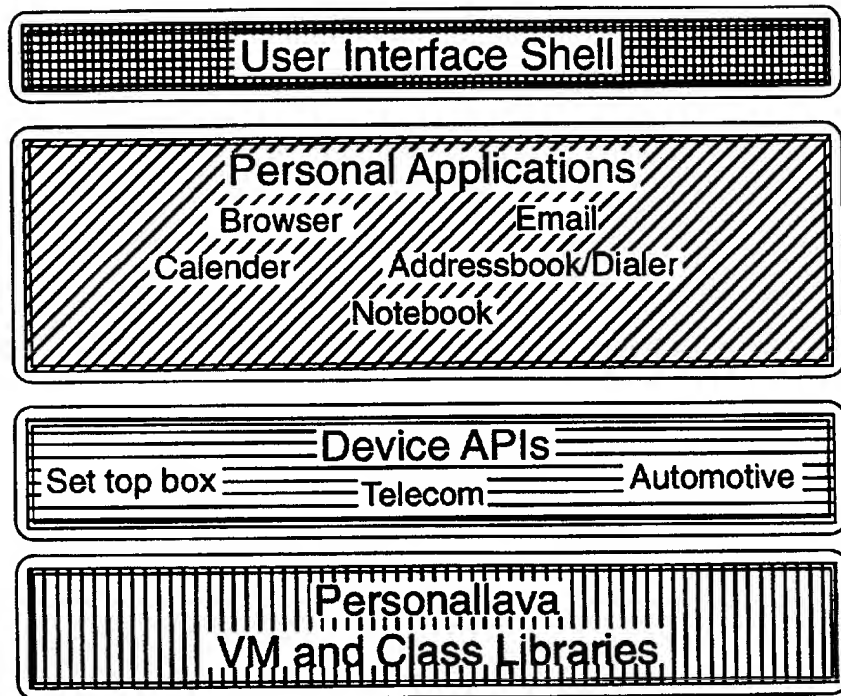 User Interface Shell
Personal Applications
Browser Email
Calender Addressbook/Dialer
Notebook
Device APIs
Set top box Telecom Automotive
Personallava
VM and Class Libraries